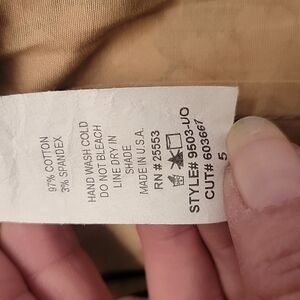 97% COTTON
3% SPANDEX
HAND WASH COLD
DO NOT BLEACH
LINE DRY IN
SHADE
MADE IN U.S.A.
RN # 25553
STYLE# 9503-UO
CUT# 603667
5